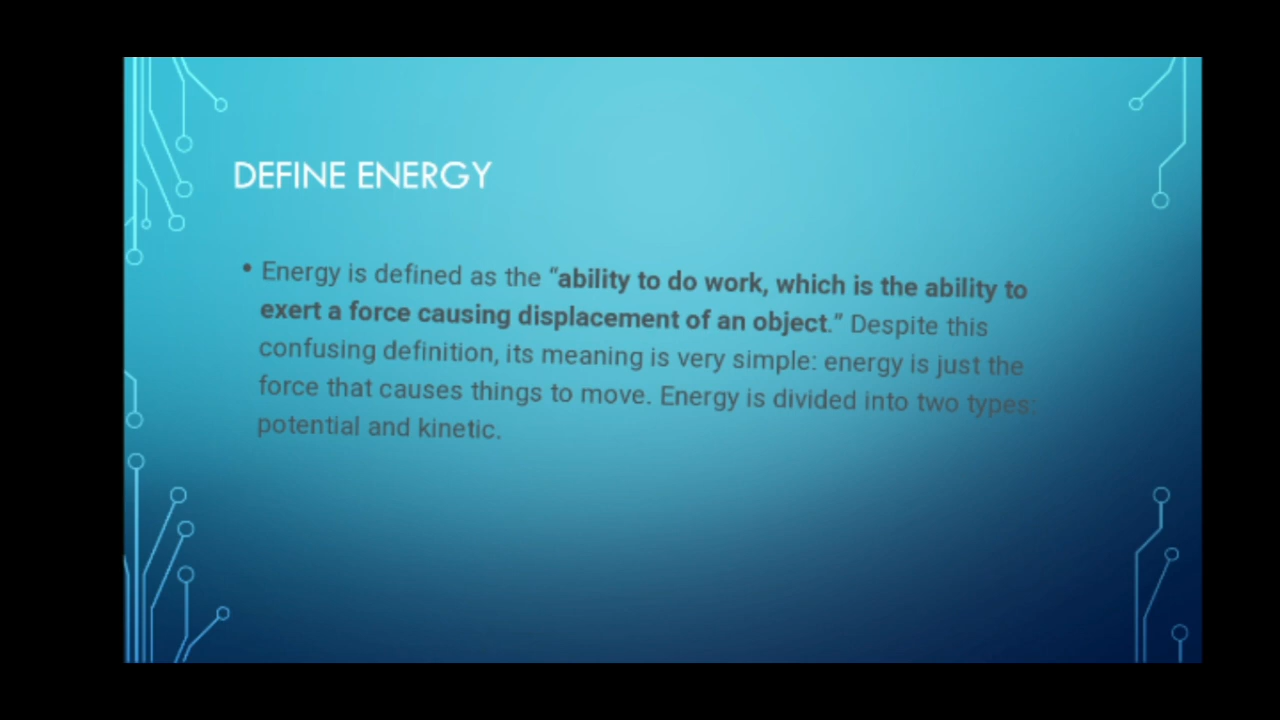 DEFINE ENERGY
• Energy is defined as the “ability to do work, which is the ability to
exert a force causing displacement of an object.” Despite this
confusing definition, its meaning is very simple: energy is just the
force that causes things to move. Energy is divided into two types:
potential and kinetic.